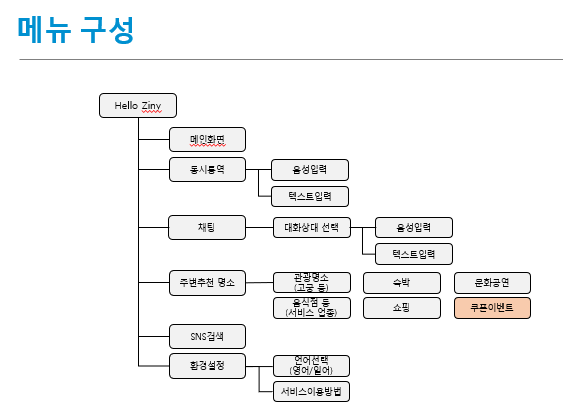 메뉴 구성
Hello Ziny
메인화면
동시통역
음성입력
텍스트입력
채팅
대화상대 선택
음성입력
텍스트입력
주변추천 명소
관광명소
(고궁 등)
숙박
문화공연
음식점 등
(서비스 업종)
쇼핑
쿠폰이벤트
SNS검색
환경설정
언어선택
(영어/일어)
서비스이용방법